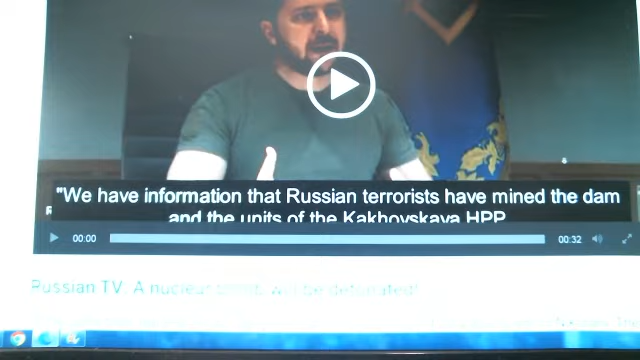 "We have information that Russian terrorists have mined the dam
and the units of the Kakhovskaya HPP
00:00
00:32
Russian TV: A nuclear bomb will be detonated!